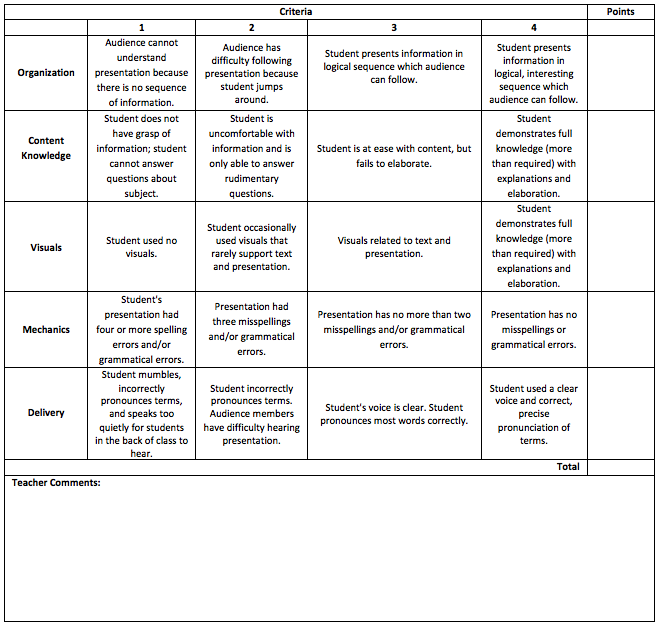 Criteria
Points
1
2
3
4
Organization
Audience cannot
understand
presentation because
there is no sequence
of information.
Audience has
difficulty following
presentation because
student jumps
around.
Student presents information in
logical sequence which audience
can follow.
Student presents
information in
logical, interesting
sequence which
audience can follow.
Content
Knowledge
Student does not
have grasp of
information; student
cannot answer
questions about
subject.
Student is
uncomfortable with
information and is
only able to answer
rudimentary
questions.
Student is at ease with content, but
fails to elaborate.
Student
demonstrates full
knowledge (more
than required) with
explanations and
elaboration.
Visuals
Student used no
visuals.
Student occasionally
used visuals that
rarely support text
and presentation.
Visuals related to text and
presentation.
Student
demonstrates full
knowledge (more
than required) with
explanations and
elaboration.
Mechanics
Student's
presentation had
four or more spelling
errors and/or
grammatical errors.
Presentation had
three misspellings
and/or grammatical
errors.
Presentation has no more than two
misspellings and/or grammatical
errors.
Presentation has no
misspellings or
grammatical errors.
Delivery
Student mumbles,
incorrectly
pronounces terms,
and speaks too
quietly for students
in the back of class to
hear.
Student incorrectly
pronounces terms.
Audience members
have difficulty hearing
presentation.
Student's voice is clear. Student
pronounces most words correctly.
Student used a clear
voice and correct,
precise
pronunciation of
terms.
Total
Teacher Comments: